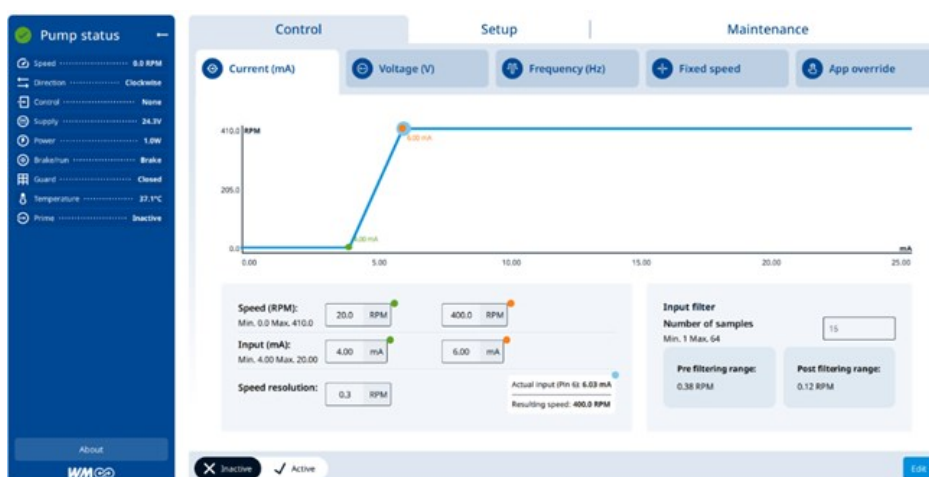 Pump status
Speed 0.0 RPM
Direction Clockwise
Control None
Supply 24.3V
Power 1.0W
Brake/run Brake
Guard Closed
Temperature 37.1°C
Prime Inactive
About
WM
Control
Setup
Maintenance
Current (mA)
Voltage (V)
Frequency (Hz)
Fixed speed
App override
410.0 RPM
6.00 mA
205.0
4.00 mA
0.0
mA
0.00 5.00 10.00 15.00 20.00 25.00
Speed (RPM):
Min. 0.0 Max. 410.0
20.0 RPM
400.0 RPM
Input (mA):
Min. 4.00 Max. 20.00
4.00 mA
6.00 mA
Speed resolution:
0.3 RPM
Actual input (Pin 6): 6.03 mA
Resulting speed: 400.0 RPM
Input filter
Number of samples
Min. 1 Max. 64
15
Pre filtering range:
0.38 RPM
Post filtering range:
0.12 RPM
Inactive
Active
Edit